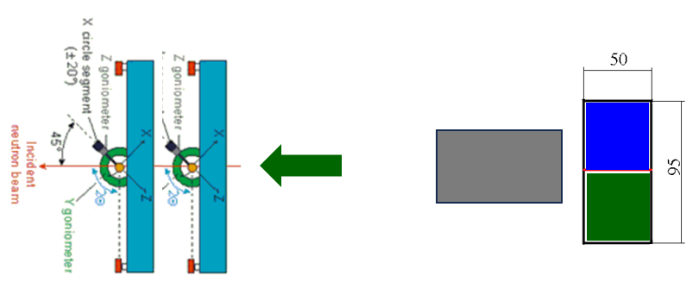 X circle segment
(±20°)
Z goniometer
Z goniometer
X
Z
X
Z
45°
2Θ
2Θ
Incident
neutron beam
Y goniometer
50
95